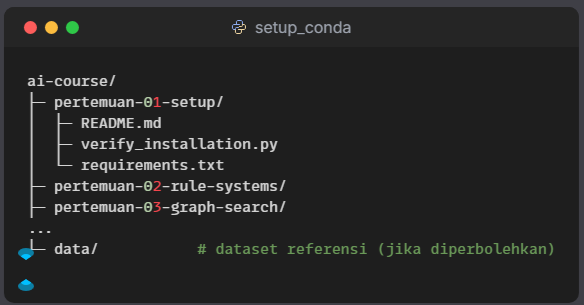 setup_conda
ai-course/
├─ pertemuan-01-setup/
│  ├─ README.md
│  ├─ verify_installation.py
│  └─ requirements.txt
├─ pertemuan-02-rule-systems/
├─ pertemuan-03-graph-search/
...
└─ data/           # dataset referensi (jika diperbolehkan)